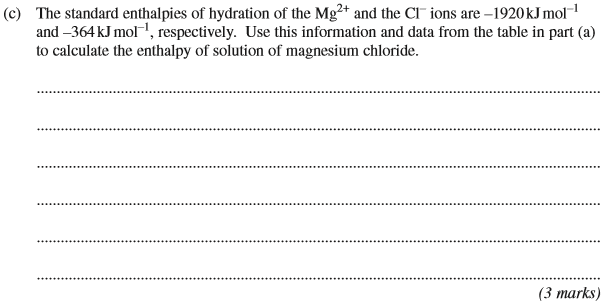 (c) The standard enthalpies of hydration of the Mg²⁺ and the Cl⁻ ions are –1920 kJ mol⁻¹
and –364 kJ mol⁻¹, respectively. Use this information and data from the table in part (a)
to calculate the enthalpy of solution of magnesium chloride.
(3 marks)